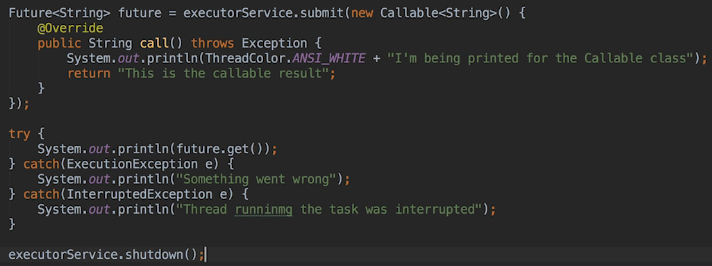 Future<String> future = executorService.submit(new Callable<String>() {
    @Override
    public String call() throws Exception {
        System.out.println(ThreadColor.ANSI_WHITE + "I'm being printed for the Callable class");
        return "This is the callable result";
    }
});

try {
    System.out.println(future.get());
} catch(ExecutionException e) {
    System.out.println("Something went wrong");
} catch(InterruptedException e) {
    System.out.println("Thread runninmg the task was interrupted");
}

executorService.shutdown();